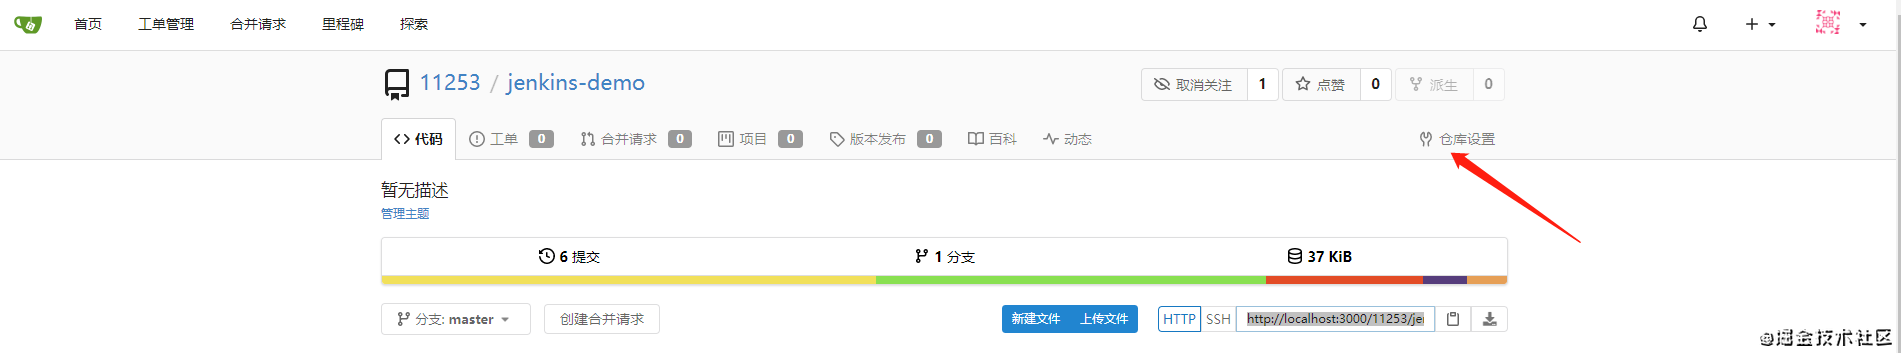 首页 工单管理 合并请求 里程碑 探索
11253 / jenkins-demo 取消关注 1 点赞 0 派生 0
代码 工单 0 合并请求 0 项目 0 版本发布 0 百科 动态 仓库设置
暂无描述
管理主题
6 提交 1 分支 37 KiB
分支: master 创建合并请求 新建文件 上传文件 HTTP SSH http://localhost:3000/11253/je
@掘金技术社区